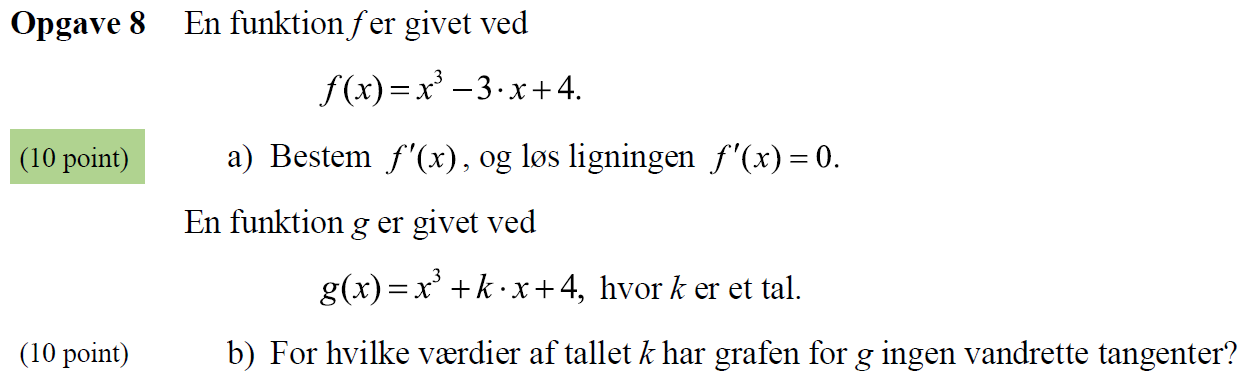 Opgave 8 En funktion f er givet ved
f(x) = x³ − 3 · x + 4.
(10 point) a) Bestem f′(x), og løs ligningen f′(x) = 0.
En funktion g er givet ved
g(x) = x³ + k · x + 4, hvor k er et tal.
(10 point) b) For hvilke værdier af tallet k har grafen for g ingen vandrette tangenter?